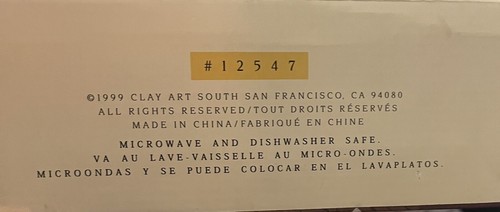 #12547
©1999 CLAY ART SOUTH SAN FRANCISCO, CA 94080
ALL RIGHTS RESERVED/TOUT DROITS RÉSERVÉS
MADE IN CHINA/FABRIQUÉ EN CHINE
MICROWAVE AND DISHWASHER SAFE.
VA AU LAVE-VAISSELLE AU MICRO-ONDES.
MICROONDAS Y SE PUEDE COLOCAR EN EL LAVAPLATOS.